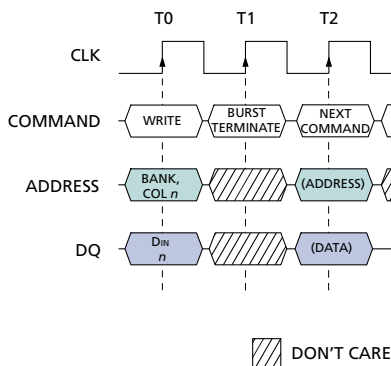 T0 T1 T2
CLK
COMMAND WRITE BURST TERMINATE NEXT COMMAND
ADDRESS BANK, COL n (ADDRESS)
DQ DIN n (DATA)
DON'T CARE